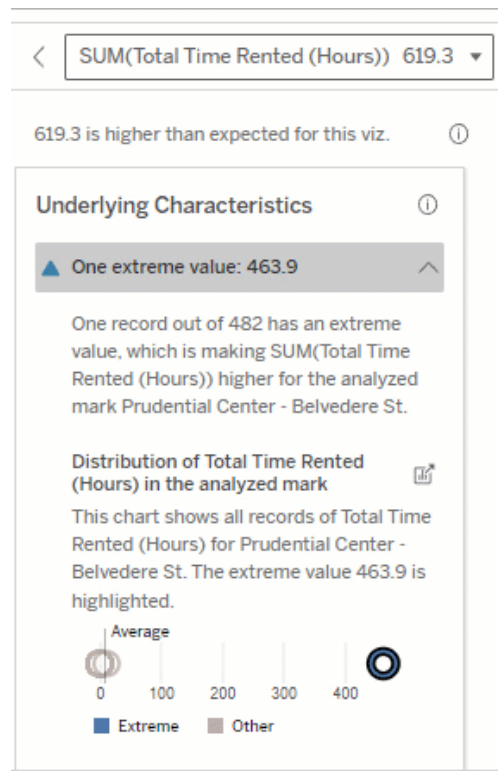 SUM(Total Time Rented (Hours)) 619.3
619.3 is higher than expected for this viz.
Underlying Characteristics
One extreme value: 463.9
One record out of 482 has an extreme
value, which is making SUM(Total Time
Rented (Hours)) higher for the analyzed
mark Prudential Center - Belvedere St.
Distribution of Total Time Rented
(Hours) in the analyzed mark
This chart shows all records of Total Time
Rented (Hours) for Prudential Center -
Belvedere St. The extreme value 463.9 is
highlighted.
Average
0 100 200 300 400
Extreme Other